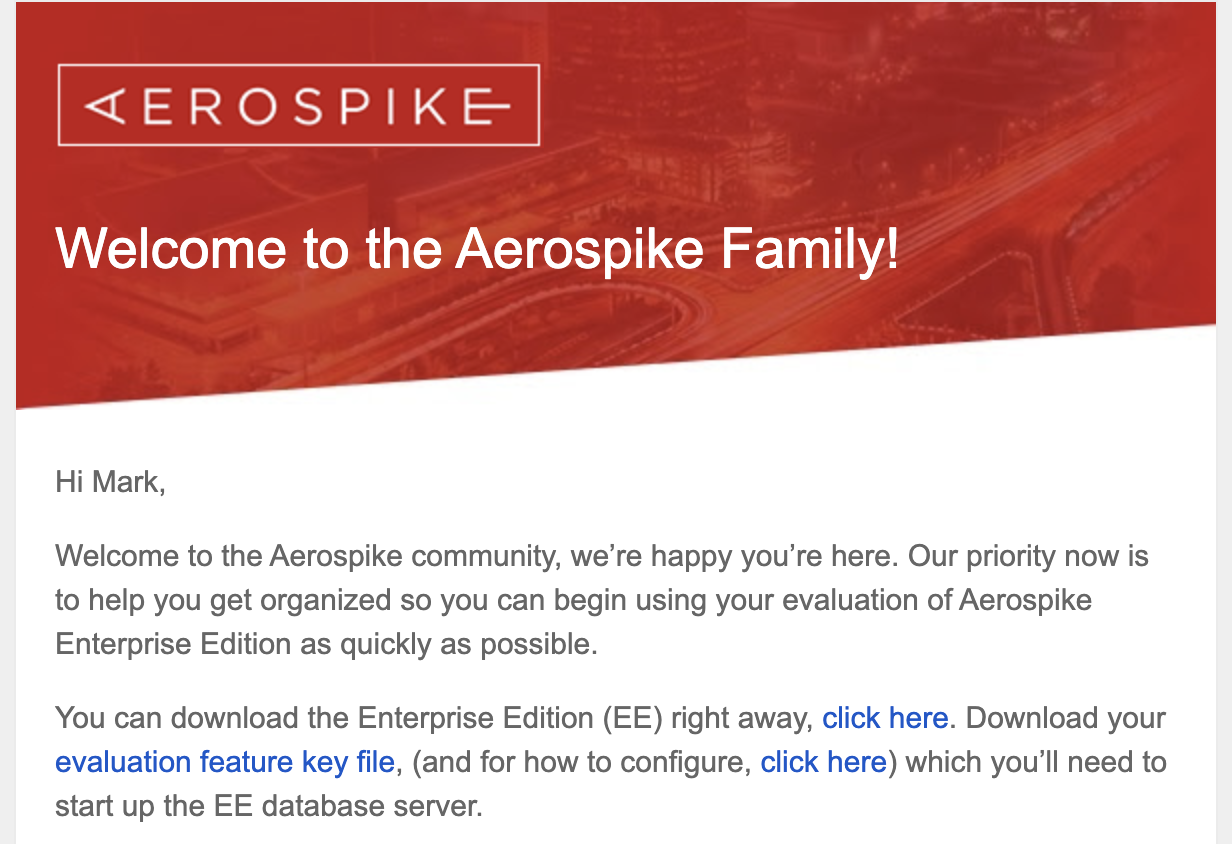 AEROSPIKE
Welcome to the Aerospike Family!
Hi Mark,
Welcome to the Aerospike community, we’re happy you’re here. Our priority now is
to help you get organized so you can begin using your evaluation of Aerospike
Enterprise Edition as quickly as possible.
You can download the Enterprise Edition (EE) right away, click here. Download your
evaluation feature key file, (and for how to configure, click here) which you’ll need to
start up the EE database server.